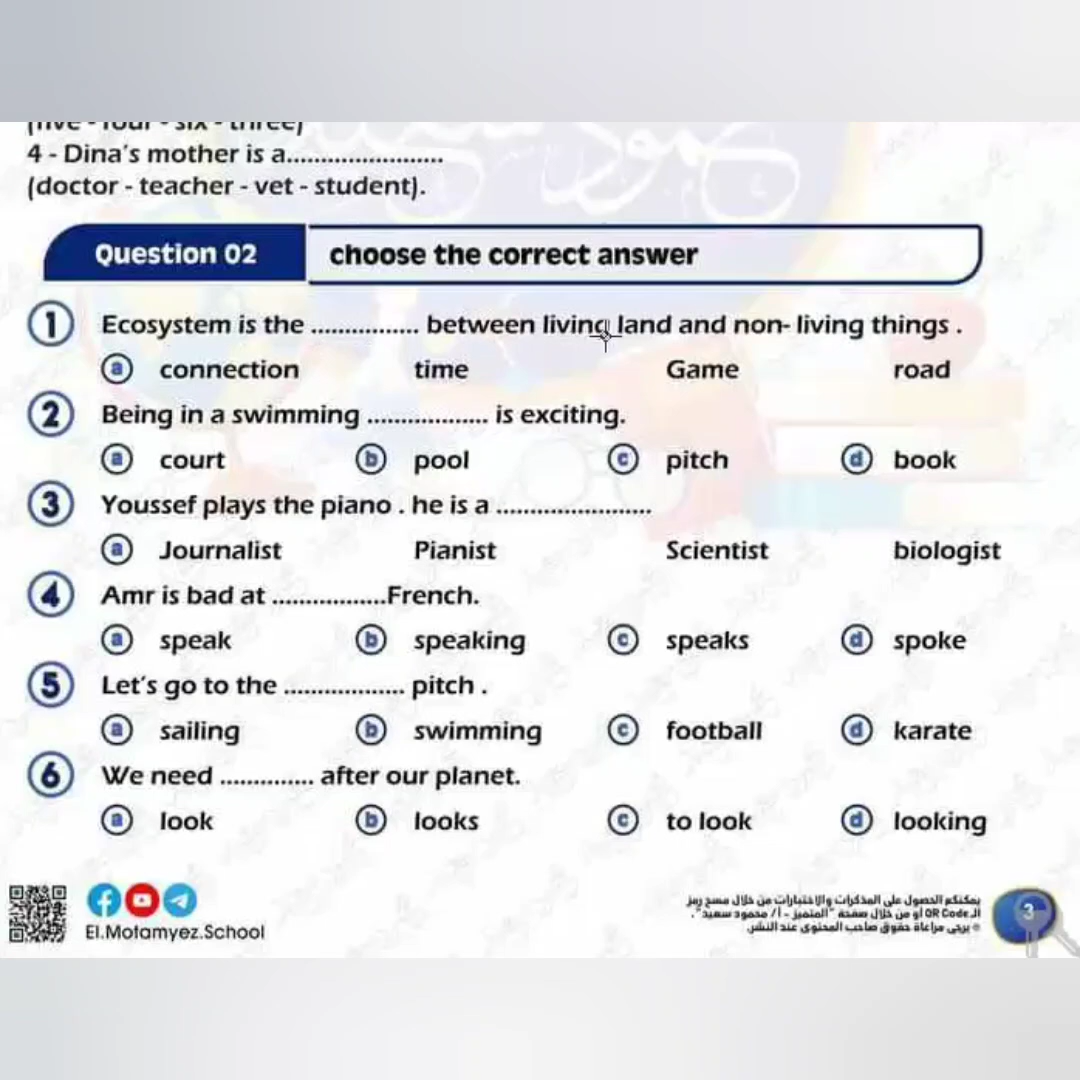 (five - four - six - three)
4 - Dina's mother is a........................
(doctor - teacher - vet - student).
Question 02 choose the correct answer
1 Ecosystem is the ................ between living land and non- living things .
a connection time Game road
2 Being in a swimming .................. is exciting.
a court b pool c pitch d book
3 Youssef plays the piano . he is a .......................
a Journalist Pianist Scientist biologist
4 Amr is bad at .................French.
a speak b speaking c speaks d spoke
5 Let's go to the .................. pitch .
a sailing b swimming c football d karate
6 We need .............. after our planet.
a look b looks c to look d looking
El.Motamyez.School
يمكنكم الحصول على المذكرات والاختبارات من خلال مسح رمز
الـ QR Code أو من خلال صفحة "المتميز - أ/ محمود سعيد".
يرجى مراعاة حقوق صاحب المحتوى عند النشر.
3